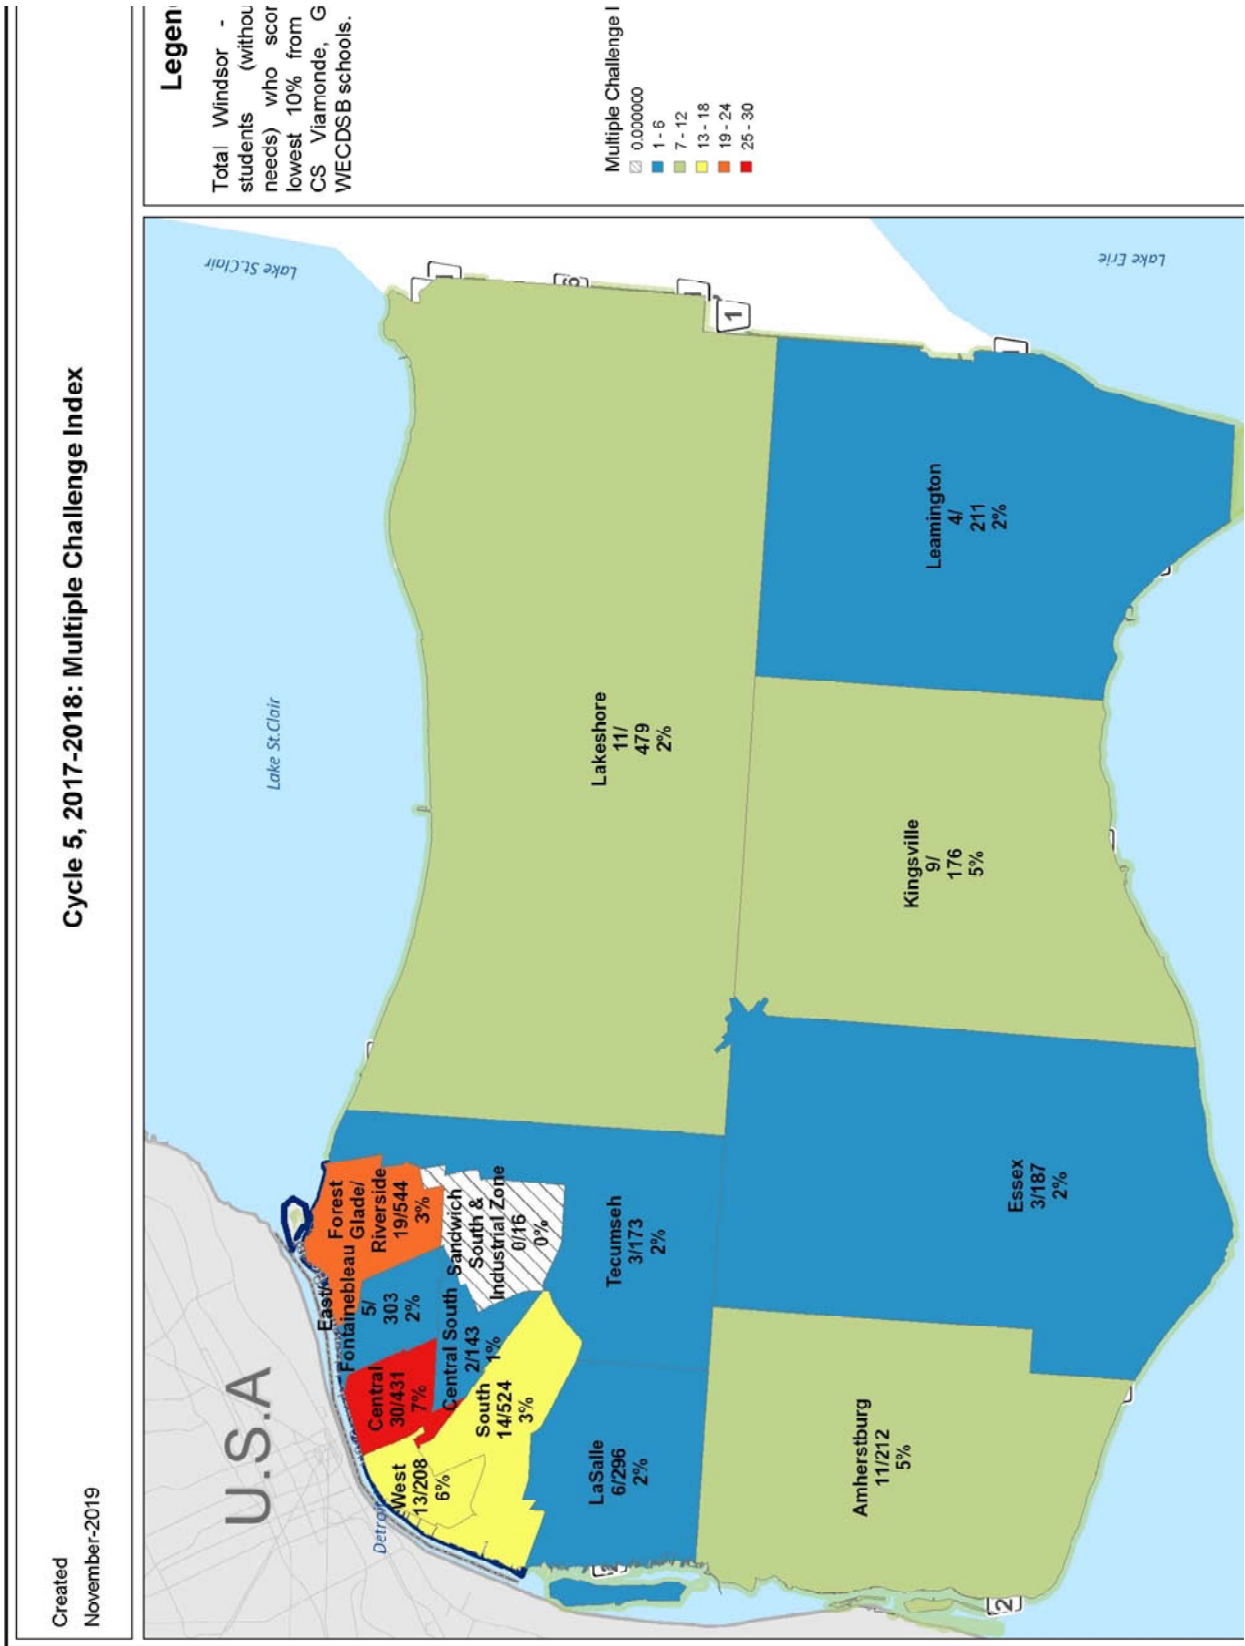 Created
November-2019
Cycle 5, 2017-2018: Multiple Challenge Index
U.S.A
Detroi
Lake St.Clair
Lake St.Clair
Lake Erie
Forest
Glade/
Riverside
19/544
3%
East/
Fontainebleau
5/
303
2%
Sandwich
South &
Industrial Zone
0/16
0%
Central
30/431
7%
Central South
2/143
1%
West
13/208
6%
South
14/524
3%
Tecumseh
3/173
2%
LaSalle
6/296
2%
Lakeshore
11/
479
2%
Amherstburg
11/212
5%
Essex
3/187
2%
Kingsville
9/
176
5%
Leamington
4/
211
2%
1
2
Legen
Total Windsor -
students (withou
needs) who scor
lowest 10% from
CS Viamonde, G
WECDSB schools.
Multiple Challenge I
0.000000
1 - 6
7 - 12
13 - 18
19 - 24
25 - 30